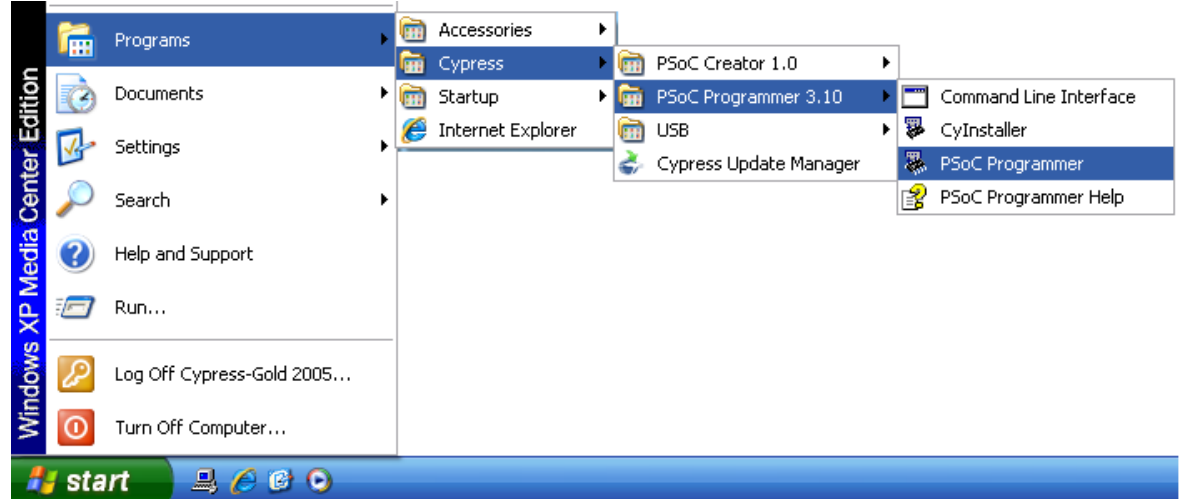 Windows XP Media Center Edition
Programs
Documents
Settings
Search
Help and Support
Run...
Log Off Cypress-Gold 2005...
Turn Off Computer...
Accessories
Cypress
Startup
Internet Explorer
PSoC Creator 1.0
PSoC Programmer 3.10
USB
Cypress Update Manager
Command Line Interface
CyInstaller
PSoC Programmer
PSoC Programmer Help
start